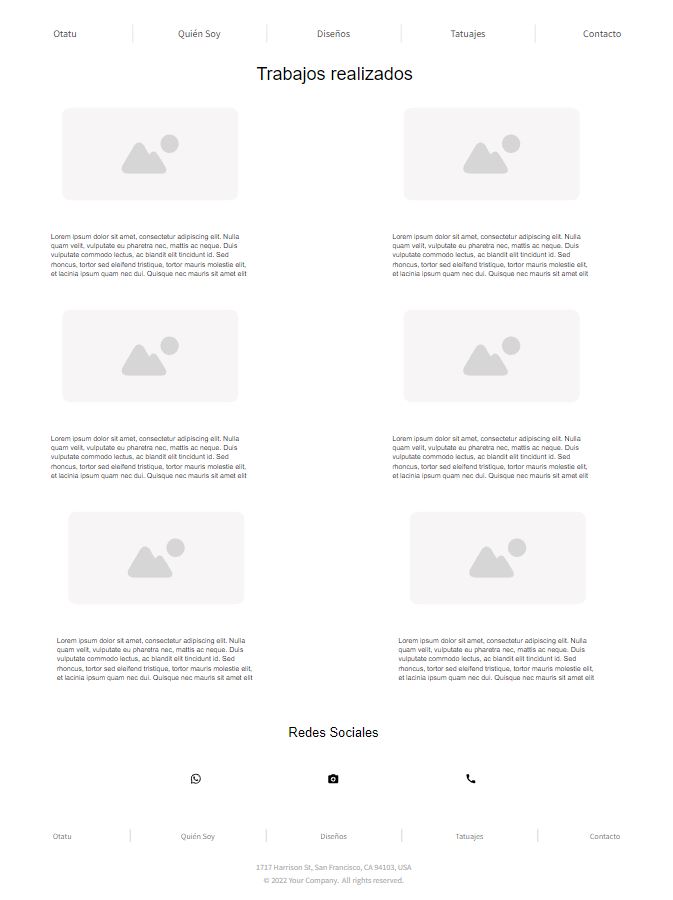 Otatu Quién Soy Diseños Tatuajes Contacto
Trabajos realizados
Lorem ipsum dolor sit amet, consectetur adipiscing elit. Nulla
quam velit, vulputate eu pharetra nec, mattis ac neque. Duis
vulputate commodo lectus, ac blandit elit tincidunt id. Sed
rhoncus, tortor sed eleifend tristique, tortor mauris molestie elit,
et lacinia ipsum quam nec dui. Quisque nec mauris sit amet elit
Lorem ipsum dolor sit amet, consectetur adipiscing elit. Nulla
quam velit, vulputate eu pharetra nec, mattis ac neque. Duis
vulputate commodo lectus, ac blandit elit tincidunt id. Sed
rhoncus, tortor sed eleifend tristique, tortor mauris molestie elit,
et lacinia ipsum quam nec dui. Quisque nec mauris sit amet elit
Lorem ipsum dolor sit amet, consectetur adipiscing elit. Nulla
quam velit, vulputate eu pharetra nec, mattis ac neque. Duis
vulputate commodo lectus, ac blandit elit tincidunt id. Sed
rhoncus, tortor sed eleifend tristique, tortor mauris molestie elit,
et lacinia ipsum quam nec dui. Quisque nec mauris sit amet elit
Lorem ipsum dolor sit amet, consectetur adipiscing elit. Nulla
quam velit, vulputate eu pharetra nec, mattis ac neque. Duis
vulputate commodo lectus, ac blandit elit tincidunt id. Sed
rhoncus, tortor sed eleifend tristique, tortor mauris molestie elit,
et lacinia ipsum quam nec dui. Quisque nec mauris sit amet elit
Lorem ipsum dolor sit amet, consectetur adipiscing elit. Nulla
quam velit, vulputate eu pharetra nec, mattis ac neque. Duis
vulputate commodo lectus, ac blandit elit tincidunt id. Sed
rhoncus, tortor sed eleifend tristique, tortor mauris molestie elit,
et lacinia ipsum quam nec dui. Quisque nec mauris sit amet elit
Lorem ipsum dolor sit amet, consectetur adipiscing elit. Nulla
quam velit, vulputate eu pharetra nec, mattis ac neque. Duis
vulputate commodo lectus, ac blandit elit tincidunt id. Sed
rhoncus, tortor sed eleifend tristique, tortor mauris molestie elit,
et lacinia ipsum quam nec dui. Quisque nec mauris sit amet elit
Redes Sociales
Otatu Quién Soy Diseños Tatuajes Contacto
1717 Harrison St, San Francisco, CA 94103, USA
© 2022 Your Company. All rights reserved.